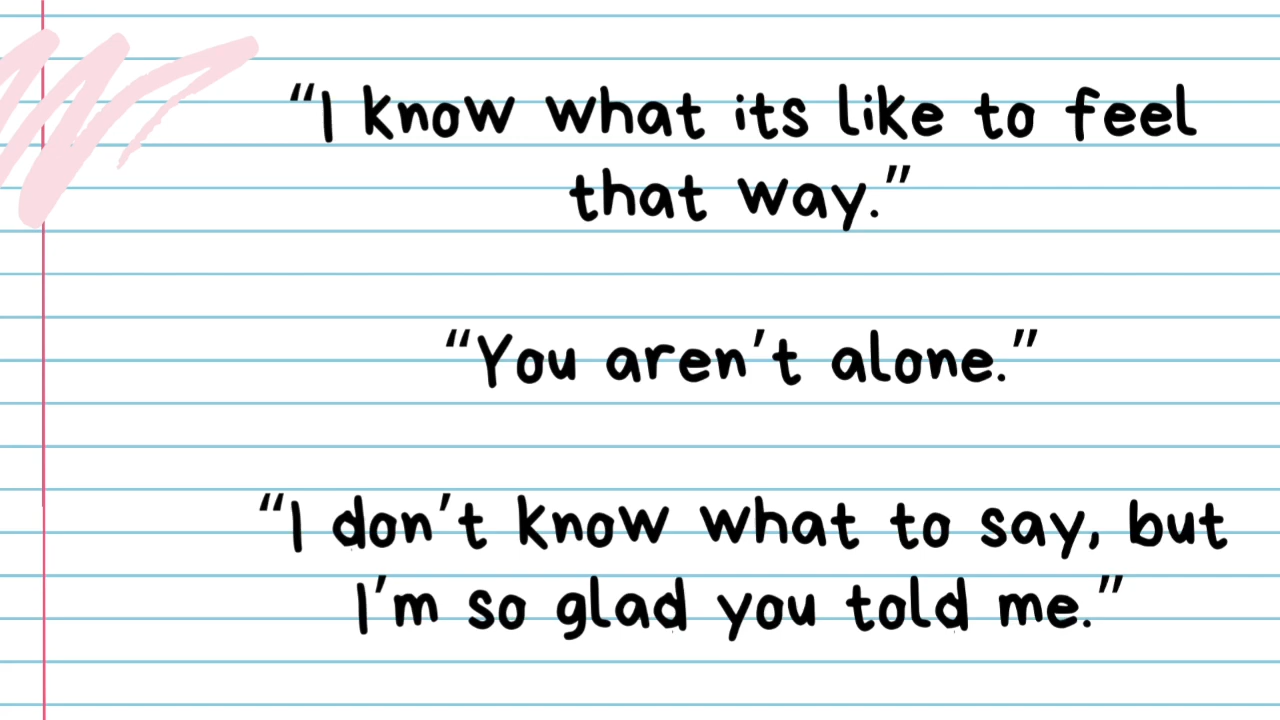 “I know what its like to feel
that way.”
“You aren’t alone.”
“I don’t know what to say, but
I’m so glad you told me.”